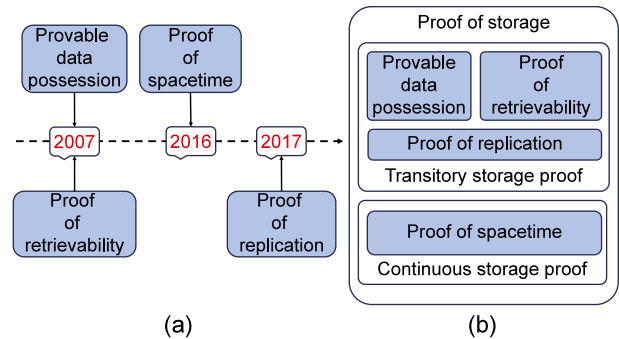 Provable
data
possession
Proof
of
spacetime
2007
2016
2017
Proof
of
retrievability
Proof
of
replication
(a)
Proof of storage
Provable
data
possession
Proof
of
retrievability
Proof of replication
Transitory storage proof
Proof of spacetime
Continuous storage proof
(b)